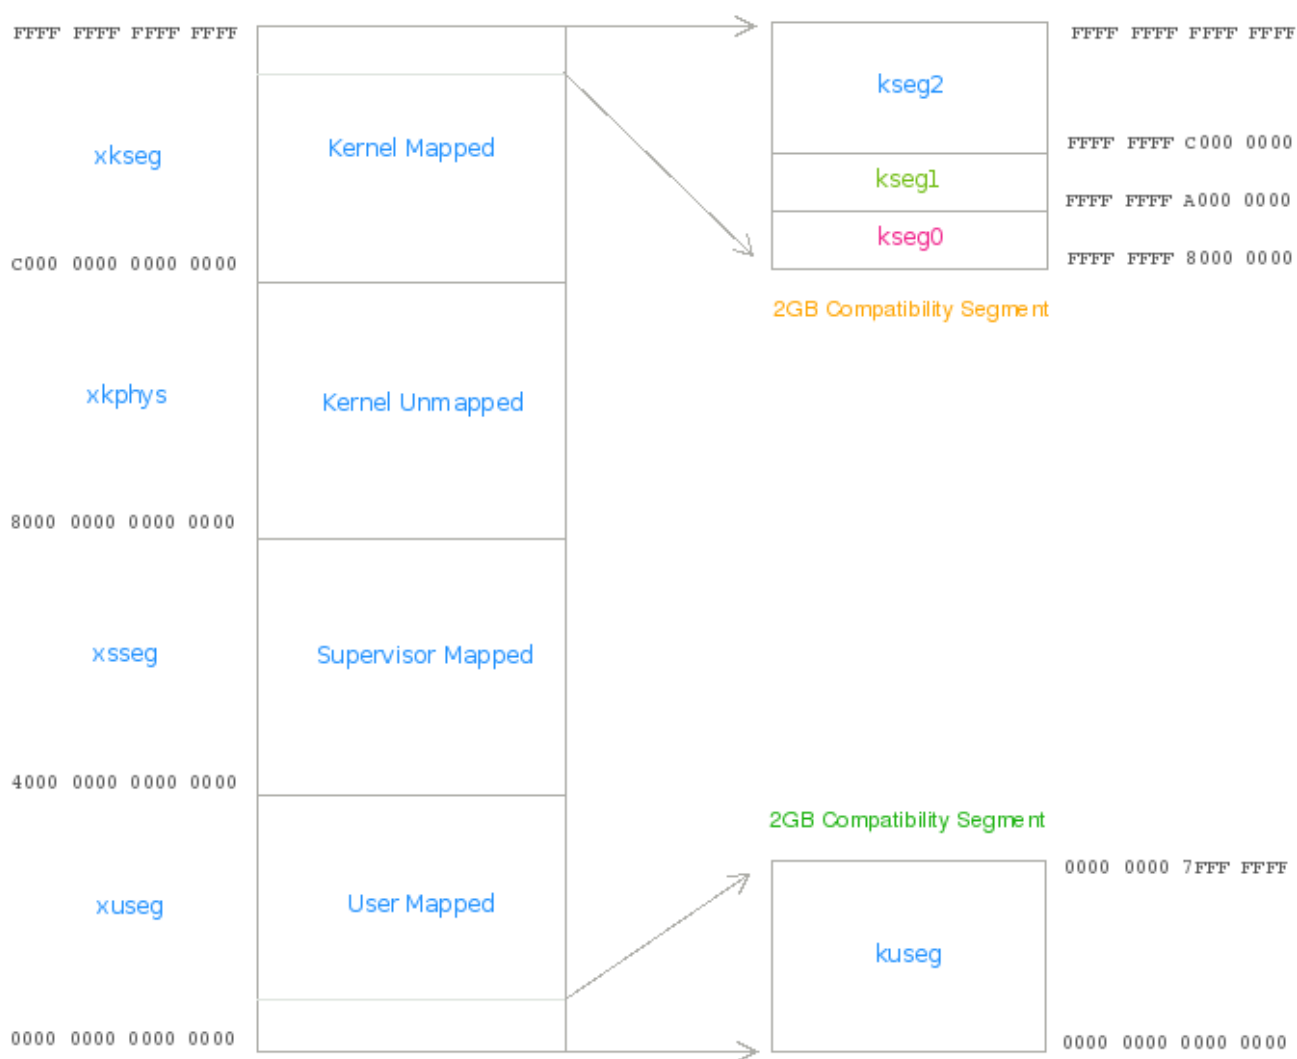 FFFF FFFF FFFF FFFF
xkseg
Kernel Mapped
C000 0000 0000 0000
xkphys
Kernel Unmapped
8000 0000 0000 0000
xsseg
Supervisor Mapped
4000 0000 0000 0000
xuseg
User Mapped
0000 0000 0000 0000
FFFF FFFF FFFF FFFF
kseg2
FFFF FFFF C000 0000
kseg1
FFFF FFFF A000 0000
kseg0
FFFF FFFF 8000 0000
2GB Compatibility Segment
2GB Compatibility Segment
0000 0000 7FFF FFFF
kuseg
0000 0000 0000 0000